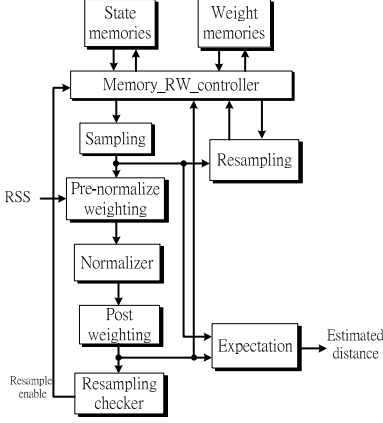 State
memories
Weight
memories
Memory_RW_controller
Sampling
Resampling
RSS
Pre-normalize
weighting
Normalizer
Post
weighting
Expectation
Estimated
distance
Resample
enable
Resampling
checker